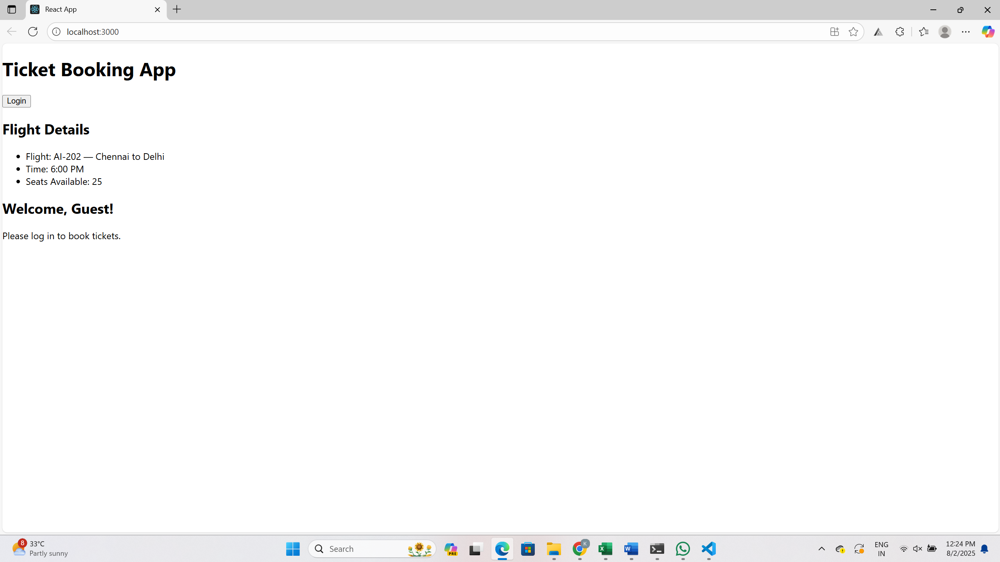 React App
localhost:3000
Ticket Booking App
Login
Flight Details
Flight: AI-202 — Chennai to Delhi
Time: 6:00 PM
Seats Available: 25
Welcome, Guest!
Please log in to book tickets.
8
33°C
Partly sunny
Search
PRE
K
X
W
ENG
IN
12:24 PM
8/2/2025